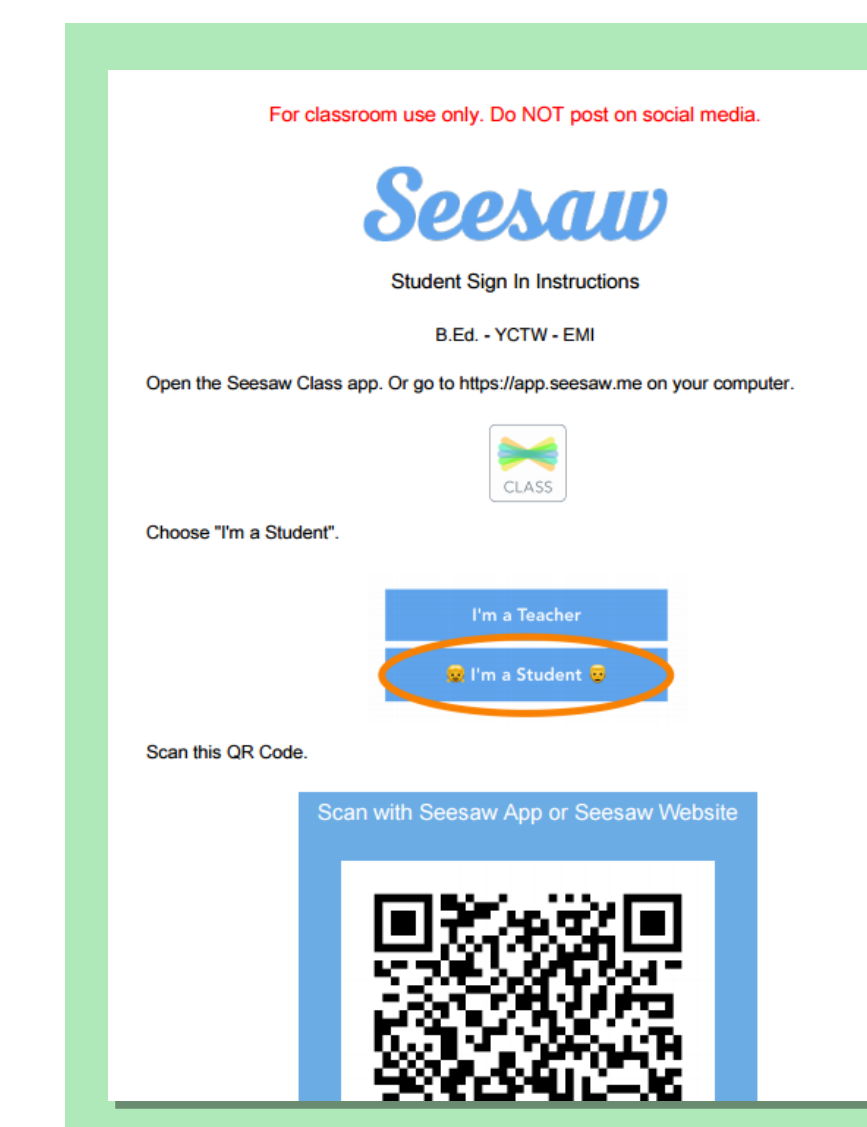 For classroom use only. Do NOT post on social media.
Seesaw
Student Sign In Instructions
B.Ed. - YCTW - EMI
Open the Seesaw Class app. Or go to https://app.seesaw.me on your computer.
CLASS
Choose "I'm a Student".
I'm a Teacher
I'm a Student
Scan this QR Code.
Scan with Seesaw App or Seesaw Website